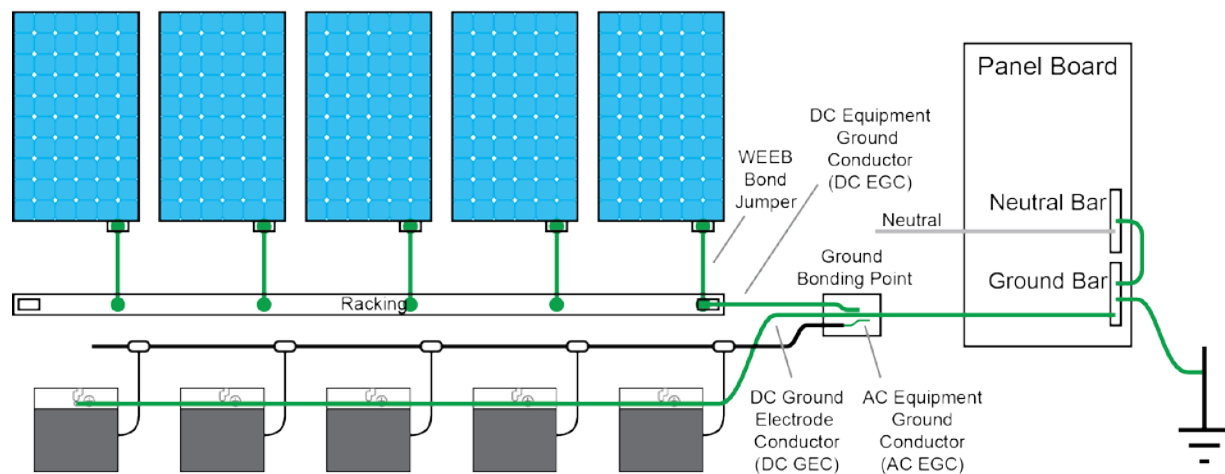 Panel Board
DC Equipment
Ground
Conductor
(DC EGC)
WEEB
Bond
Jumper
Neutral Bar
Neutral
Ground
Bonding Point
Ground Bar
Racking
DC Ground
Electrode
Conductor
(DC GEC)
AC Equipment
Ground
Conductor
(AC EGC)